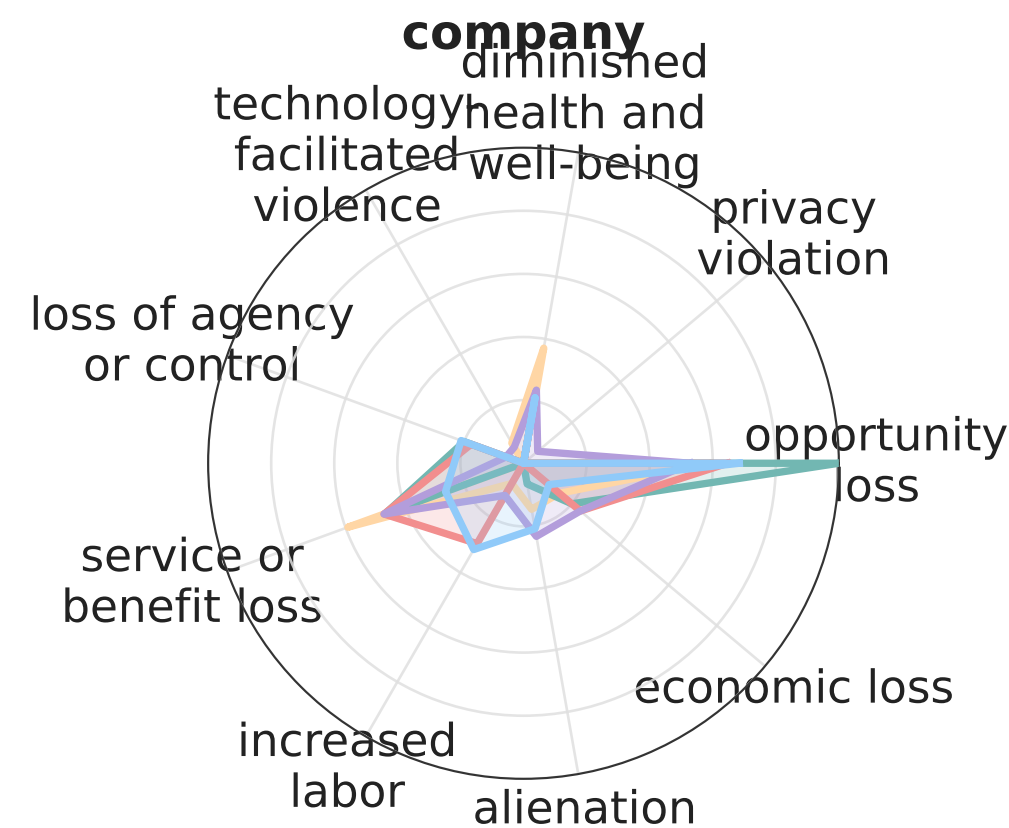 company
diminished
health and
well-being
technology-
facilitated
violence
privacy
violation
loss of agency
or control
opportunity
loss
service or
benefit loss
economic loss
increased
labor
alienation